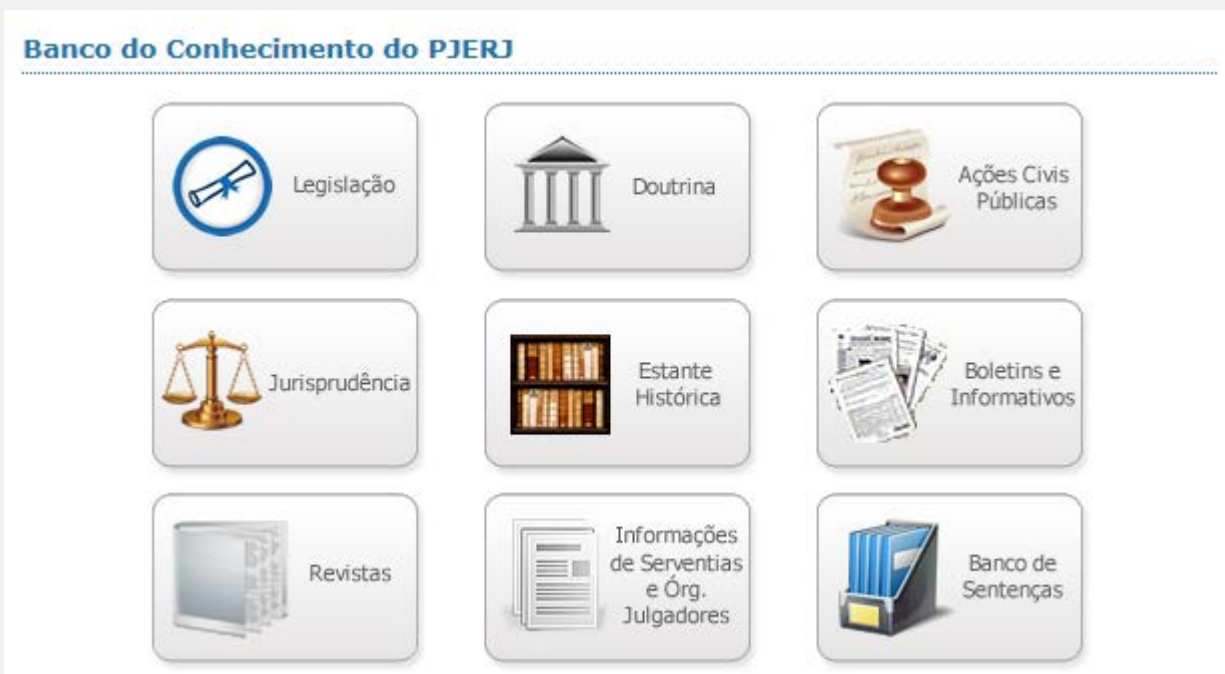 Banco do Conhecimento do PJERJ
Legislação
Doutrina
Ações Civis
Públicas
Jurisprudência
Estante
Histórica
Boletins e
Informativos
Revistas
Informações
de Serventias
e Órg.
Julgadores
Banco de
Sentenças